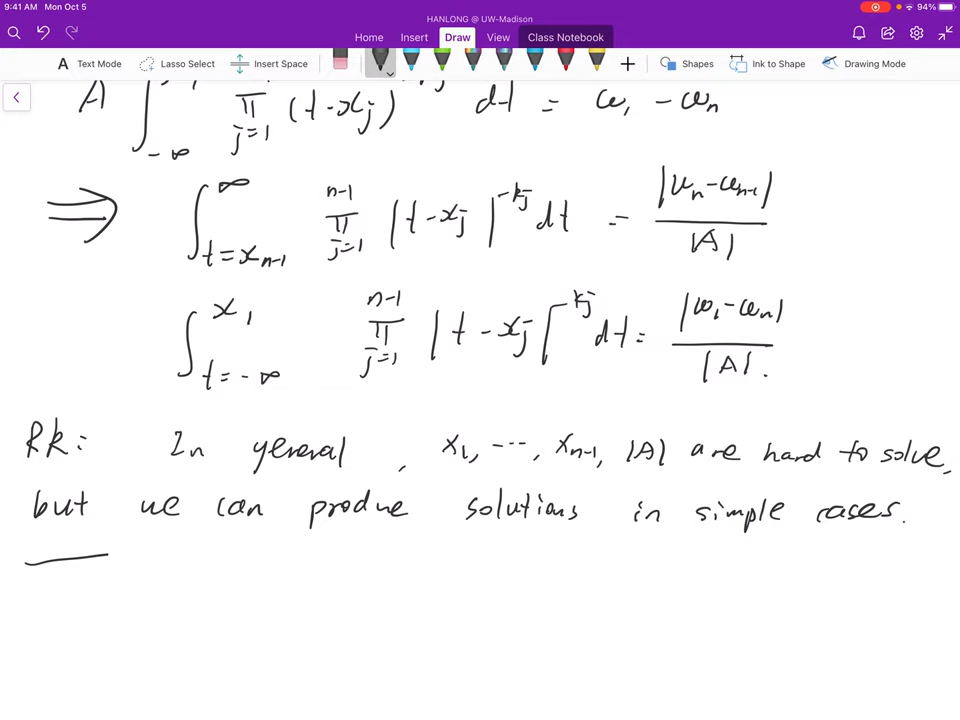 9:41 AM Mon Oct 5
94%
HANLONG @ UW-Madison
Home Insert Draw View Class Notebook
A Text Mode Lasso Select Insert Space Shapes Ink to Shape Drawing Mode
A ∫_{-∞} ∏_{j=1} (t-x_j) dt = ω_1 - ω_n
⟹ ∫_{t=x_{n-1}}^{∞} ∏_{j=1}^{n-1} |t-x_j|^{-k_j} dt = |ω_n-ω_{n-1}| / |A|
∫_{t=-∞}^{x_1} ∏_{j=1}^{n-1} |t-x_j|^{-k_j} dt = |ω_1-ω_n| / |A|.
Rk: In general, x_1, ..., x_{n-1}, |A| are hard to solve,
but we can produce solutions in simple cases.